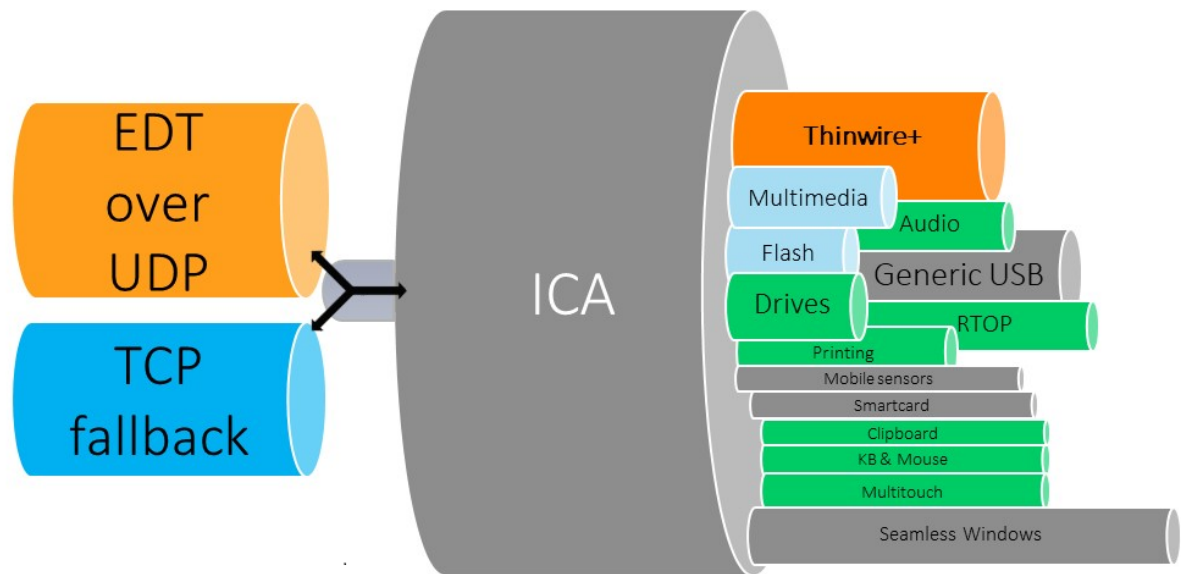 EDT
over
UDP
TCP
fallback
ICA
Thinwire+
Multimedia
Audio
Flash
Generic USB
Drives
RTOP
Printing
Mobile sensors
Smartcard
Clipboard
KB & Mouse
Multitouch
Seamless Windows